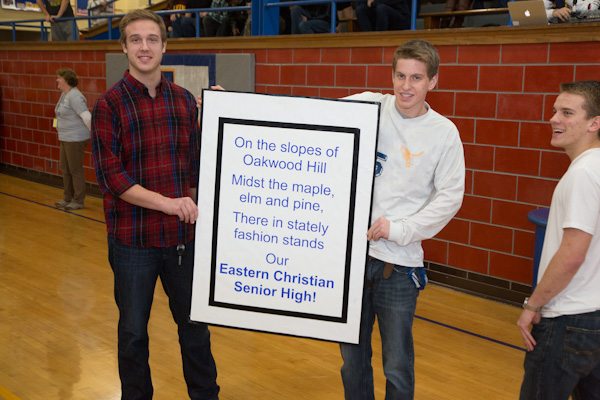 On the slopes of
Oakwood Hill
Midst the maple,
elm and pine,
There in stately
fashion stands
Our
Eastern Christian
Senior High!